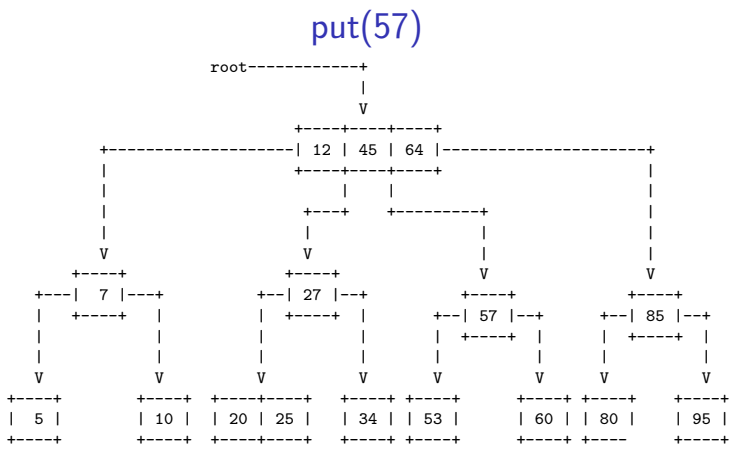 put(57)
root------------+
|
V
+----+----+----+
+--------------------| 12 | 45 | 64 |----------------------+
| +----+----+----+ |
| | | |
| +----+ +----------+ |
| | | |
V V | |
+----+ +----+ V V
+---| 7 |---+ +--| 27 |--+ +----+ +----+
| +----+ | | +----+ | +--| 57 |--+ +--| 85 |--+
| | | | | +----+ | | +----+ |
| | | | | | | |
V V V V V V V V
+----+ +----+ +----+----+ +----+ +----+ +----+ +----+ +----+
| 5 | | 10 | | 20 | 25 | | 34 | | 53 | | 60 | | 80 | | 95 |
+----+ +----+ +----+----+ +----+ +----+ +----+ +---- +----+